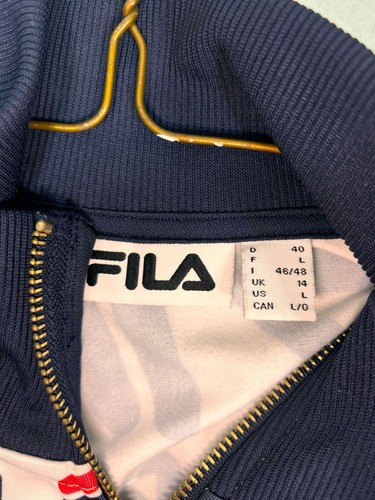 FILA
D 40
F L
I 46/48
UK 14
US L
CAN L/G